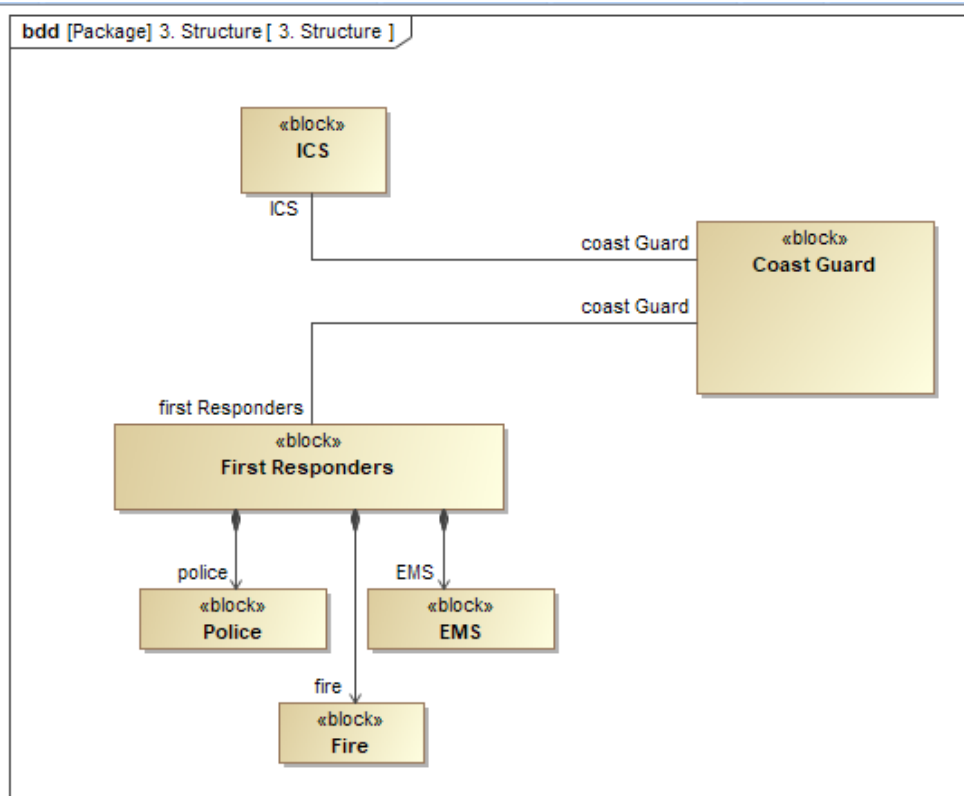 bdd [Package] 3. Structure [ 3. Structure ]
«block»
ICS
ICS
coast Guard
«block»
Coast Guard
coast Guard
first Responders
«block»
First Responders
police
EMS
«block»
Police
«block»
EMS
fire
«block»
Fire